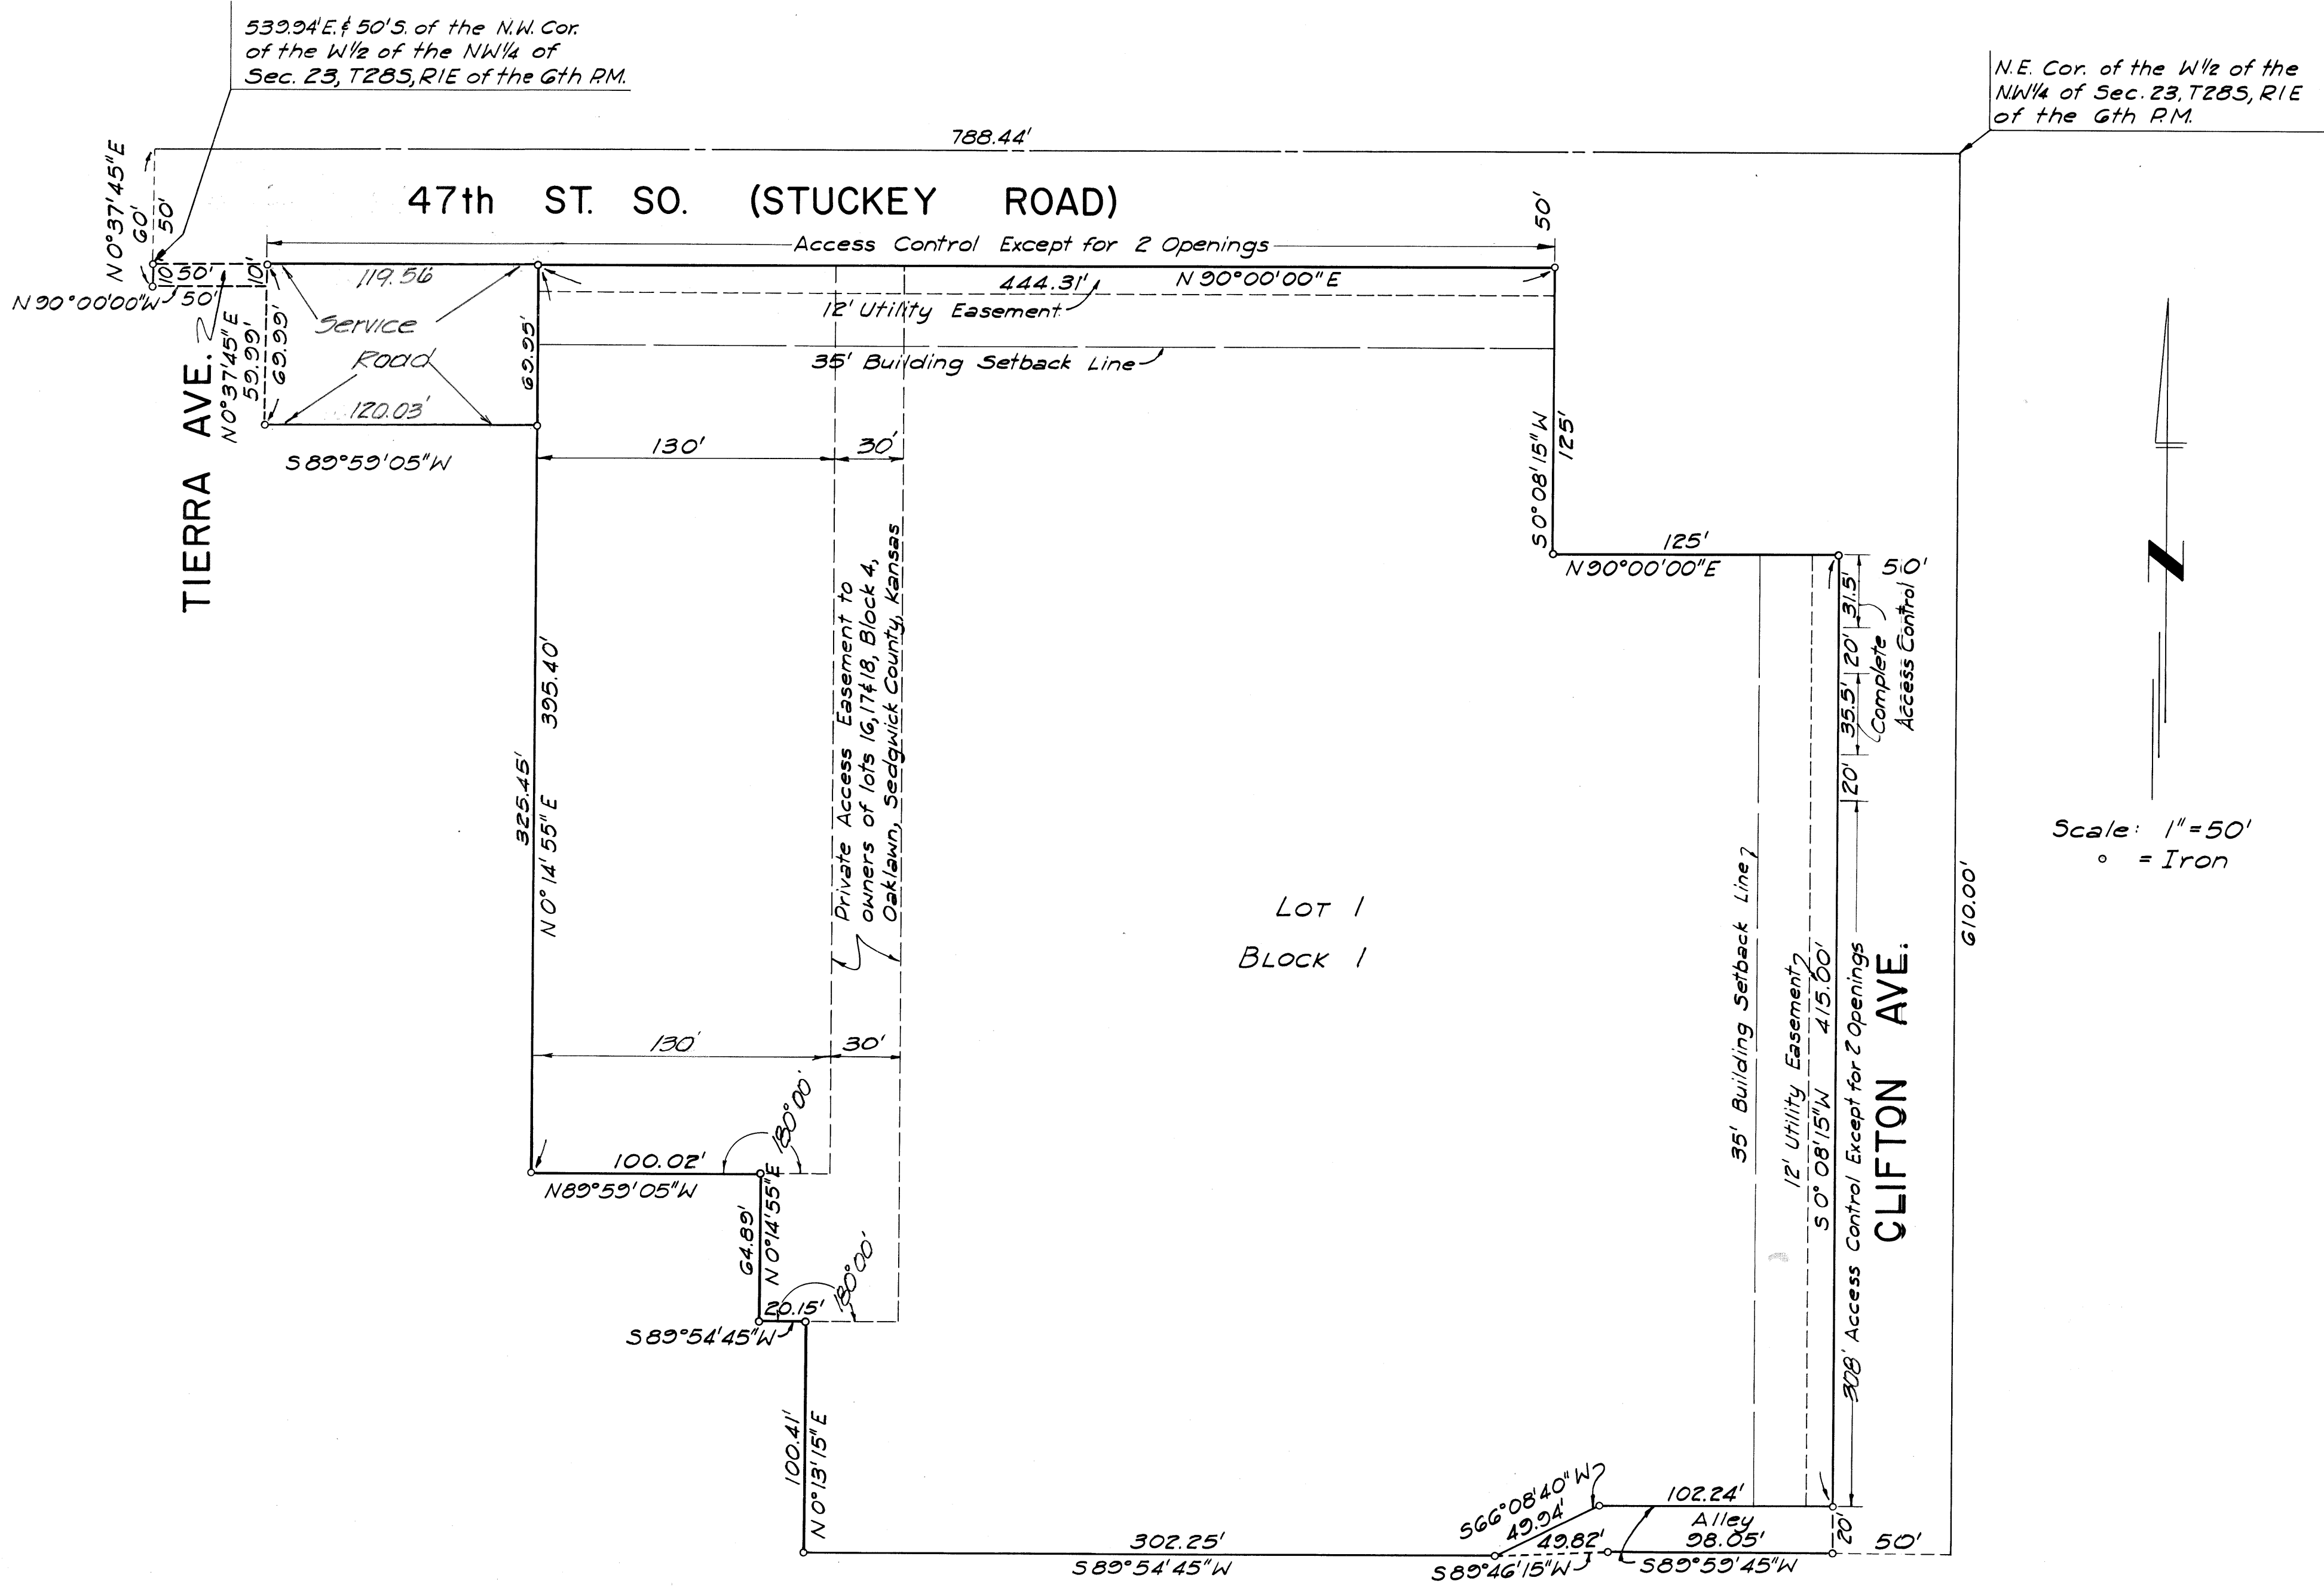 539.94'E. & 50'S. of the N.W. Cor.
of the W½ of the NW¼ of
Sec. 23, T28S, R1E of the 6th P.M.
N.E. Cor. of the W½ of the
N.W¼ of Sec. 23, T28S, R1E
of the 6th P.M.
788.44'
N0°37'45"E
60'
50'
47th ST. SO. (STUCKEY ROAD)
50'
Access Control Except for 2 Openings
10'
50'
10'
119.56
444.31'
N90°00'00"E
N90°00'00"W
50'
12' Utility Easement
Service
Road
35' Building Setback Line
TIERRA AVE.
N0°37'45"E
59.99'
69.99'
69.95'
120.03'
S89°59'05"W
130'
30'
S0°08'15"W
125'
125'
N90°00'00"E
50'
31.5'
20'
35.5'
20'
Complete
Access Control
Private Access Easement to
owners of lots 16,17&18, Block 4,
Oaklawn, Sedgwick County, Kansas
325.45'
N0°14'55"E 395.40'
Scale: 1"=50'
= Iron
LOT 1
BLOCK 1
35' Building Setback Line
12' Utility Easement
S0°08'15"W 415.00'
308' Access Control Except for 2 Openings
CLIFTON AVE.
610.00'
130'
30'
180°00'
100.02'
N89°59'05"W
64.89'
N0°14'55"E
180°00'
20.15'
S89°54'45"W
100.41'
N0°13'15"E
S66°08'40"W
49.94'
102.24'
Alley
302.25'
49.82'
98.05'
20'
50'
S89°54'45"W
S89°46'15"W
S89°59'45"W
N